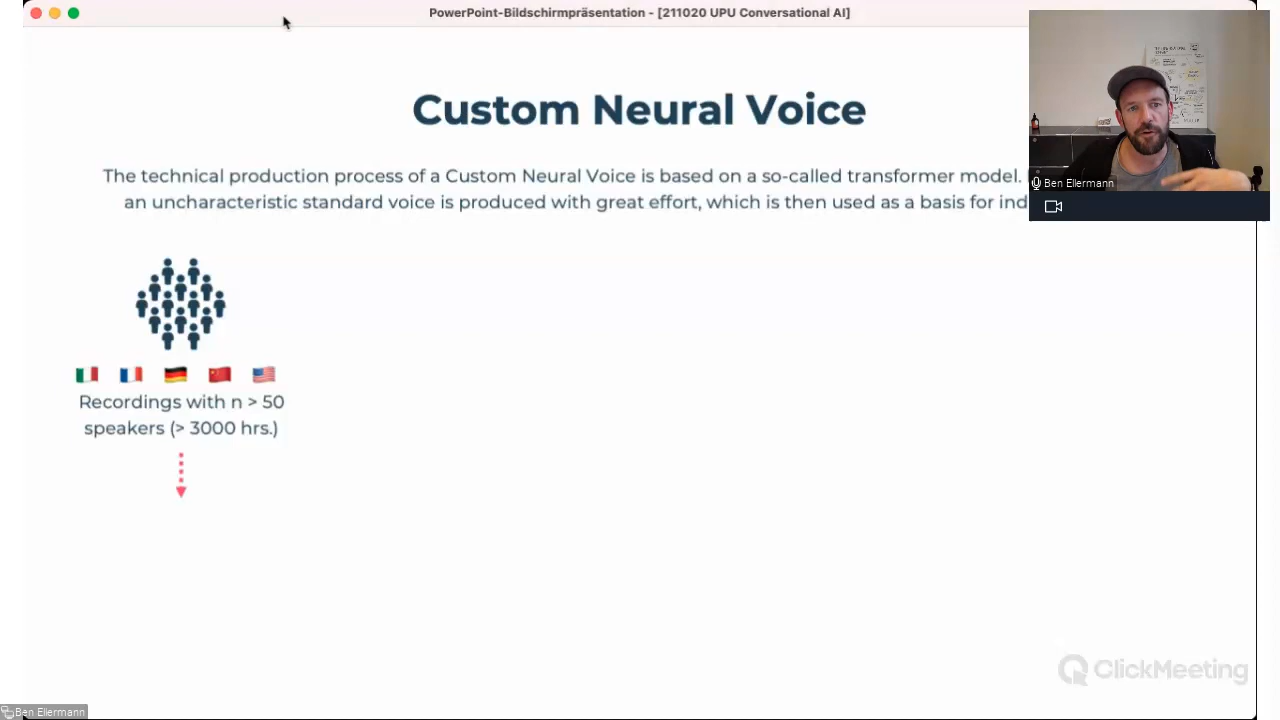 PowerPoint-Bildschirmpräsentation - [211020 UPU Conversational AI]
Custom Neural Voice
The technical production process of a Custom Neural Voice is based on a so-called transformer model.
an uncharacteristic standard voice is produced with great effort, which is then used as a basis for ind
Ben Ellermann
Recordings with n > 50
speakers (> 3000 hrs.)
ClickMeeting
Ben Ellermann